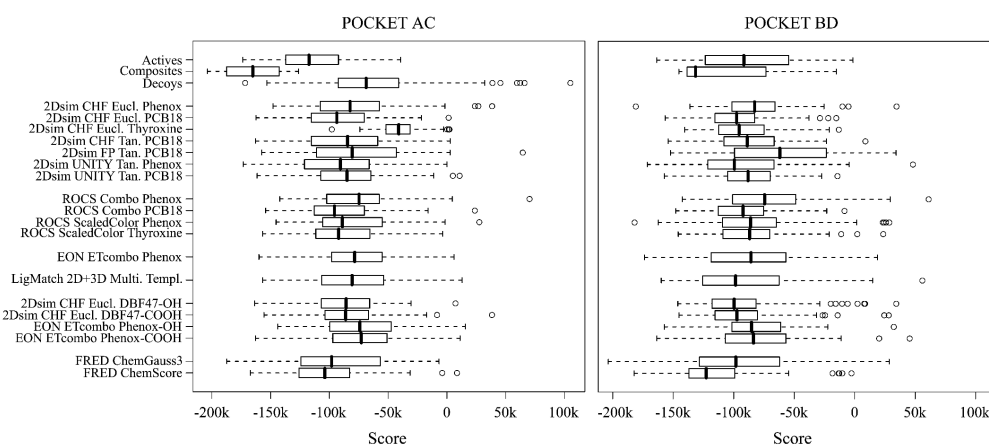 POCKET AC
POCKET BD
Actives
Composites
Decoys
2Dsim CHF Eucl. Phenox
2Dsim CHF Eucl. PCB18
2Dsim CHF Eucl. Thyroxine
2Dsim CHF Tan. PCB18
2Dsim FP Tan. PCB18
2Dsim UNITY Tan. Phenox
2Dsim UNITY Tan. PCB18
ROCS Combo Phenox
ROCS Combo PCB18
ROCS ScaledColor Phenox
ROCS ScaledColor Thyroxine
EON ETcombo Phenox
LigMatch 2D+3D Multi. Templ.
2Dsim CHF Eucl. DBF47-OH
2Dsim CHF Eucl. DBF47-COOH
EON ETcombo Phenox-OH
EON ETcombo Phenox-COOH
FRED ChemGauss3
FRED ChemScore
-200k -150k -100k -50k 0 50k 100k
-200k -150k -100k -50k 0 50k 100k
Score
Score